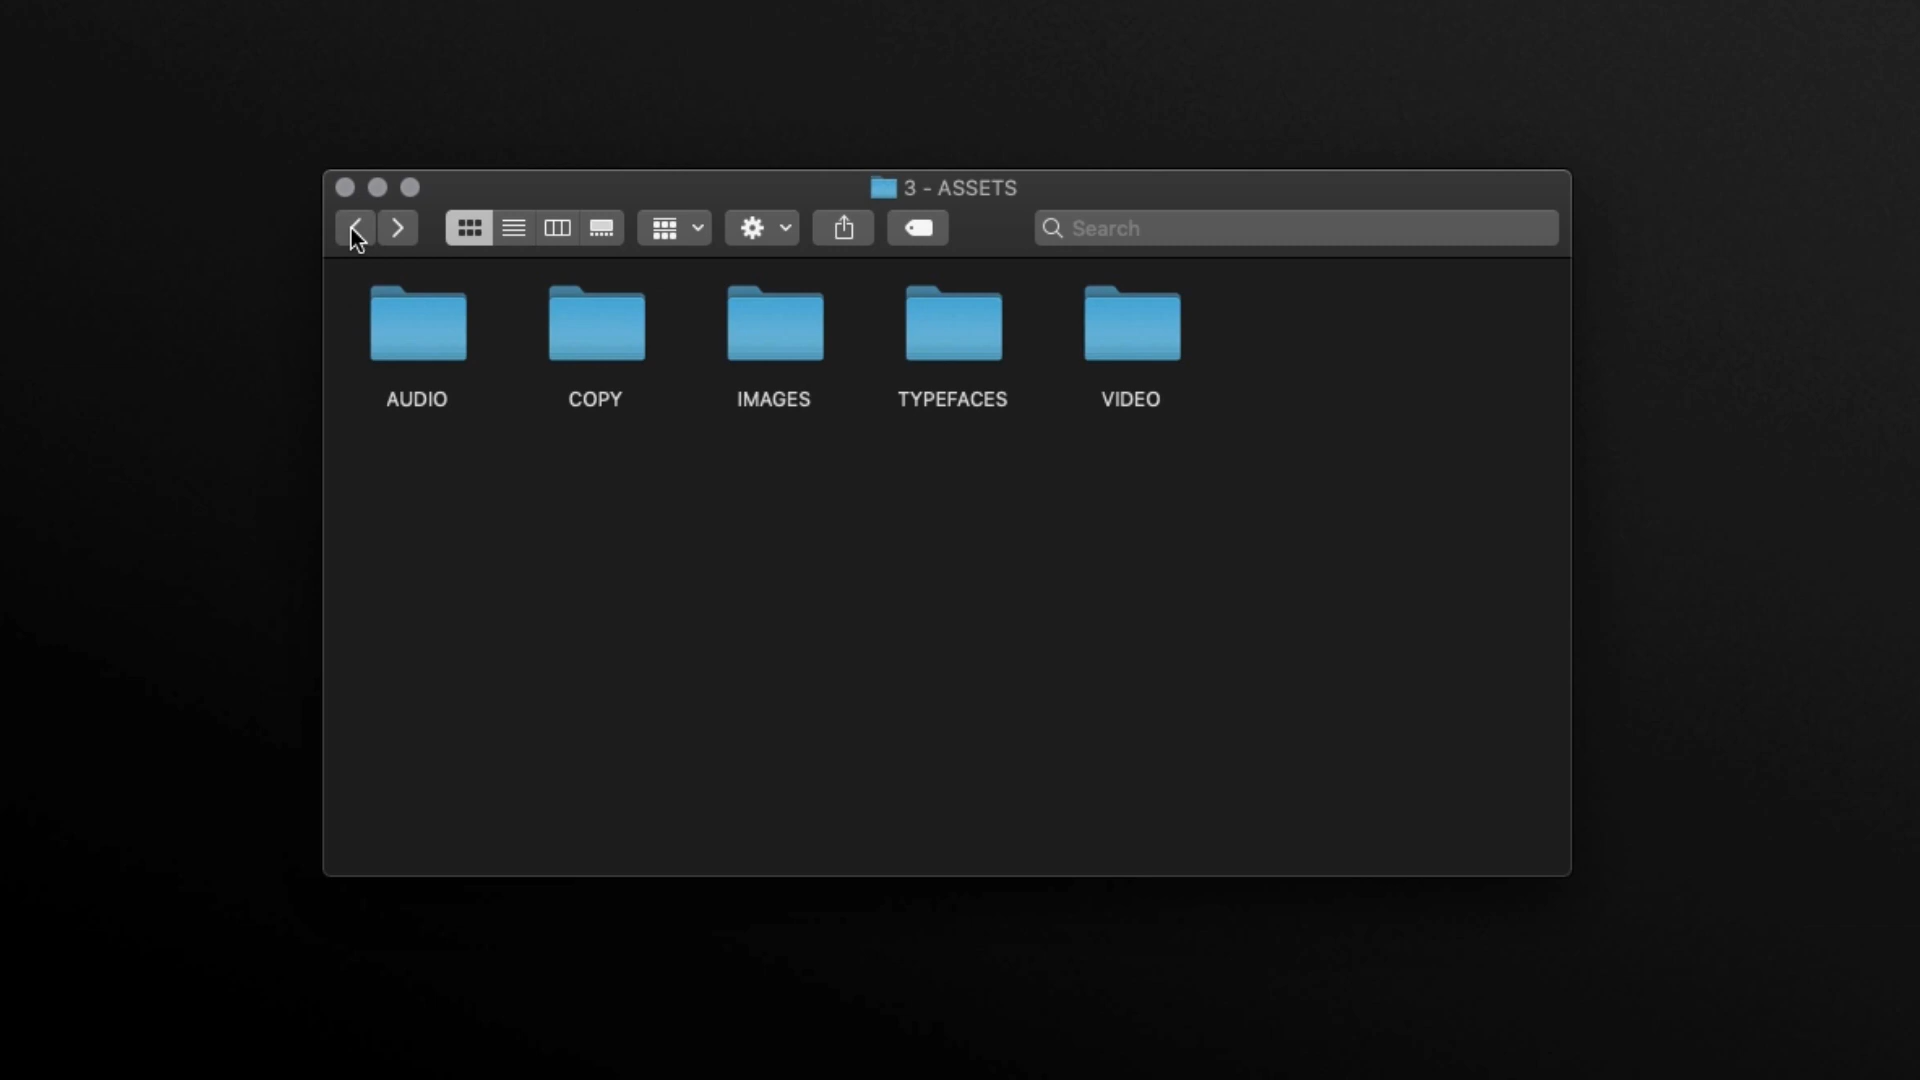 3 - ASSETS
Search
AUDIO
COPY
IMAGES
TYPEFACES
VIDEO